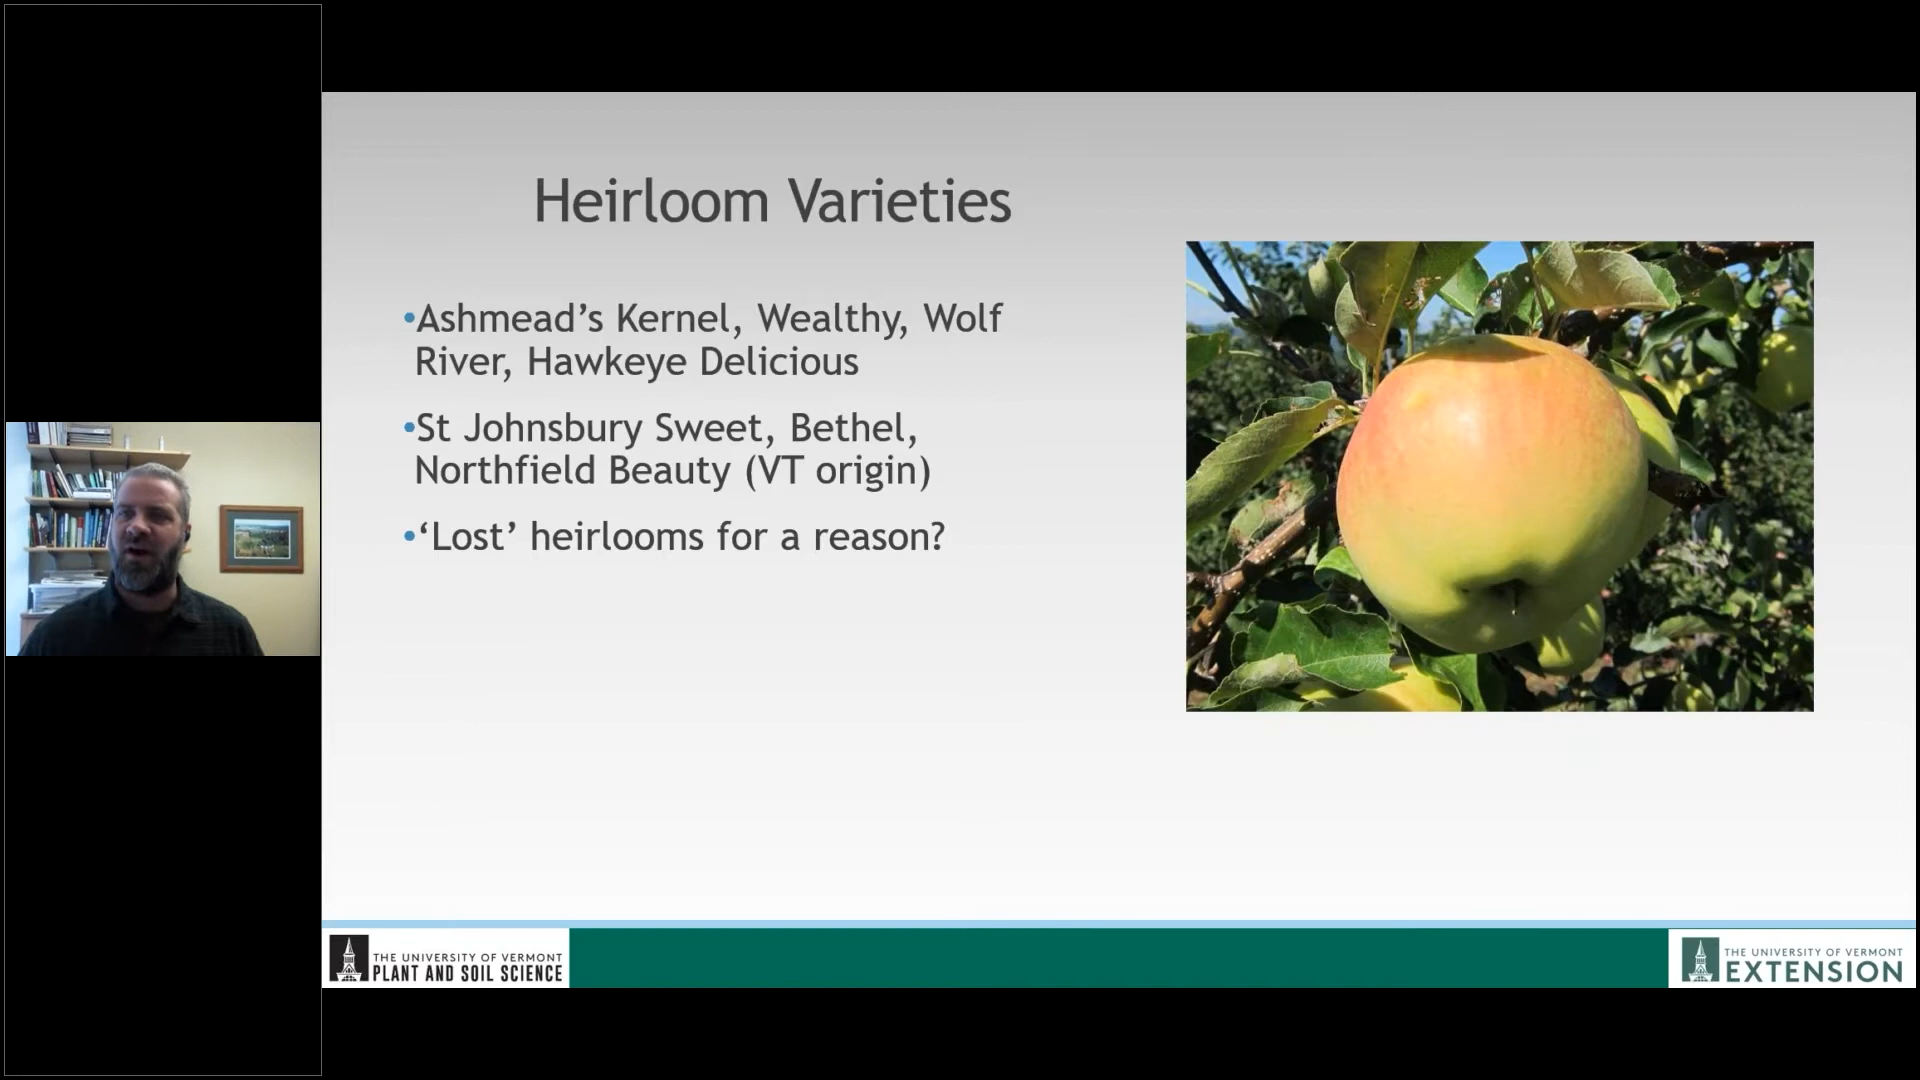 Heirloom Varieties
•Ashmead’s Kernel, Wealthy, Wolf
River, Hawkeye Delicious
•St Johnsbury Sweet, Bethel,
Northfield Beauty (VT origin)
•‘Lost’ heirlooms for a reason?
THE UNIVERSITY OF VERMONT
PLANT AND SOIL SCIENCE
THE UNIVERSITY OF VERMONT
EXTENSION